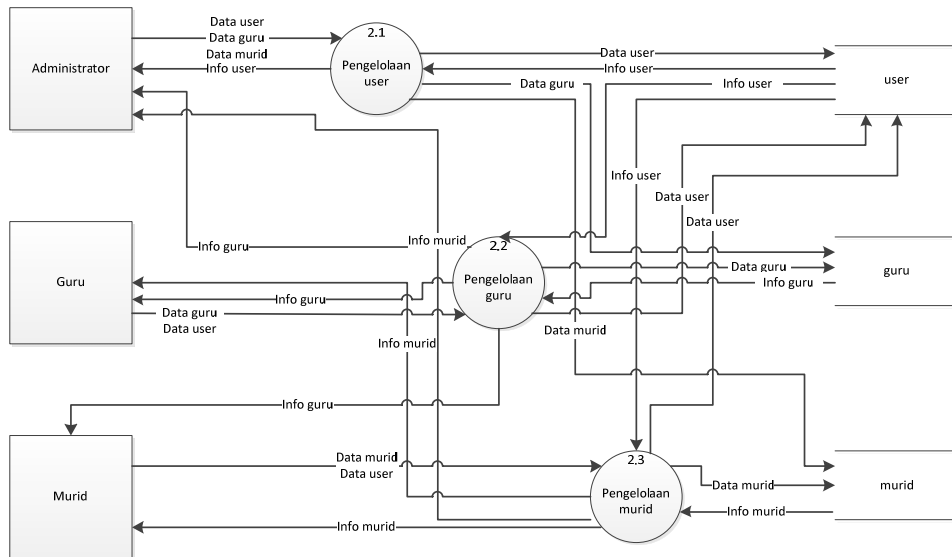 Data user
Data guru
Data murid
Info user
Administrator
2.1
Pengelolaan
user
Data user
Info user
Data guru
Info user
user
Info user
Data user
Data user
Info guru
Info murid
2.2
Pengelolaan
guru
Guru
Info guru
Data guru
Data user
Data guru
Info guru
guru
Data murid
Info murid
Info guru
Data murid
Data user
2.3
Pengelolaan
murid
Murid
Info murid
Data murid
Info murid
murid